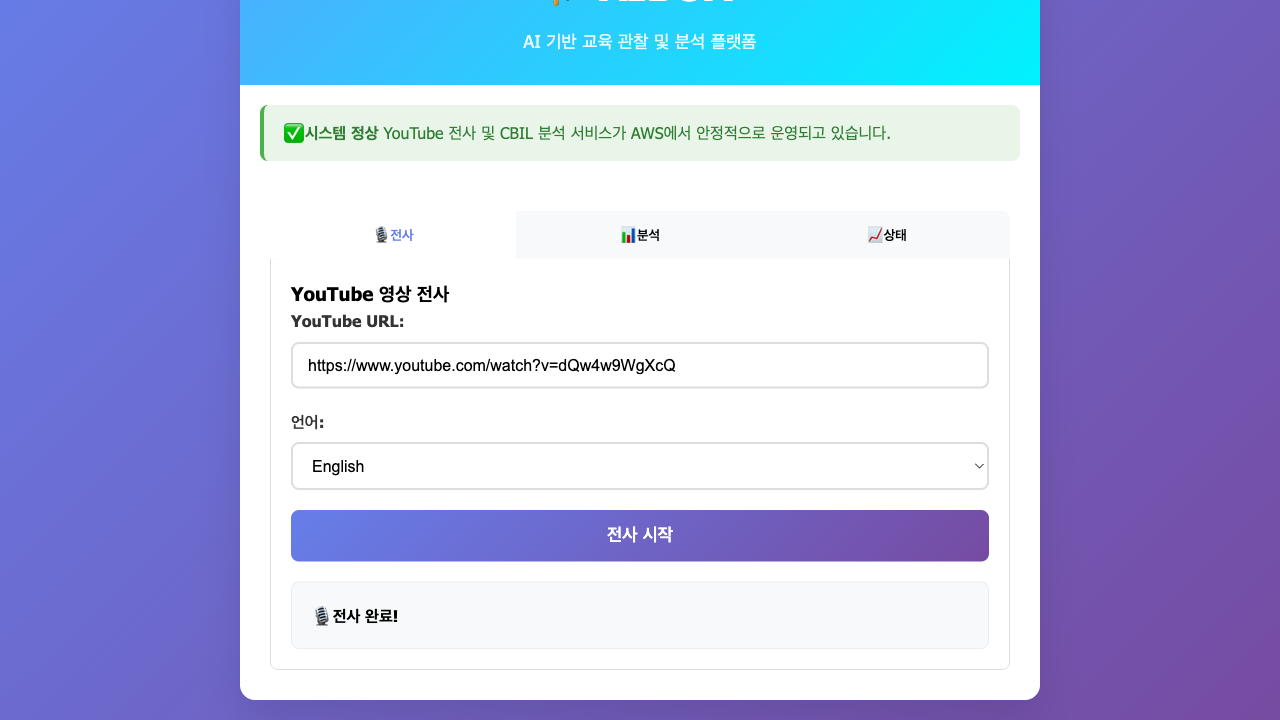 AI 기반 교육 관찰 및 분석 플랫폼
시스템 정상 YouTube 전사 및 CBIL 분석 서비스가 AWS에서 안정적으로 운영되고 있습니다.
전사
분석
상태
YouTube 영상 전사
YouTube URL:
https://www.youtube.com/watch?v=dQw4w9WgXcQ
언어:
English
전사 시작
전사 완료!